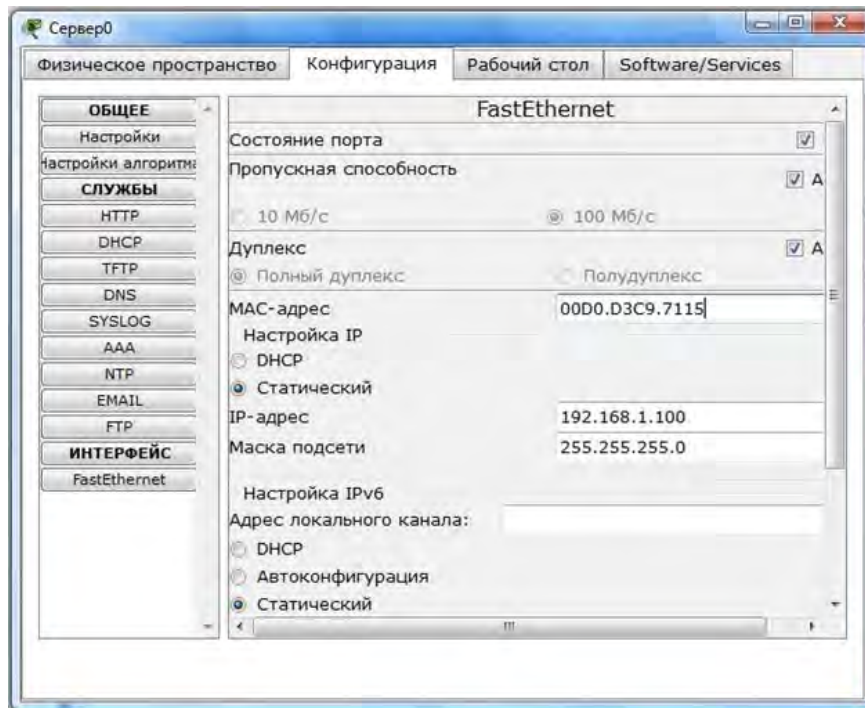 Сервер0
Физическое пространство Конфигурация Рабочий стол Software/Services
ОБЩЕЕ
Настройки
Настройки алгоритма
СЛУЖБЫ
HTTP
DHCP
TFTP
DNS
SYSLOG
AAA
NTP
EMAIL
FTP
ИНТЕРФЕЙС
FastEthernet
FastEthernet
Состояние порта
Пропускная способность
А
10 Мб/с 100 Мб/с
Дуплекс А
Полный дуплекс Полудуплекс
MAC-адрес 00D0.D3C9.7115
Настройка IP
DHCP
Статический
IP-адрес 192.168.1.100
Маска подсети 255.255.255.0
Настройка IPv6
Адрес локального канала:
DHCP
Автоконфигурация
Статический